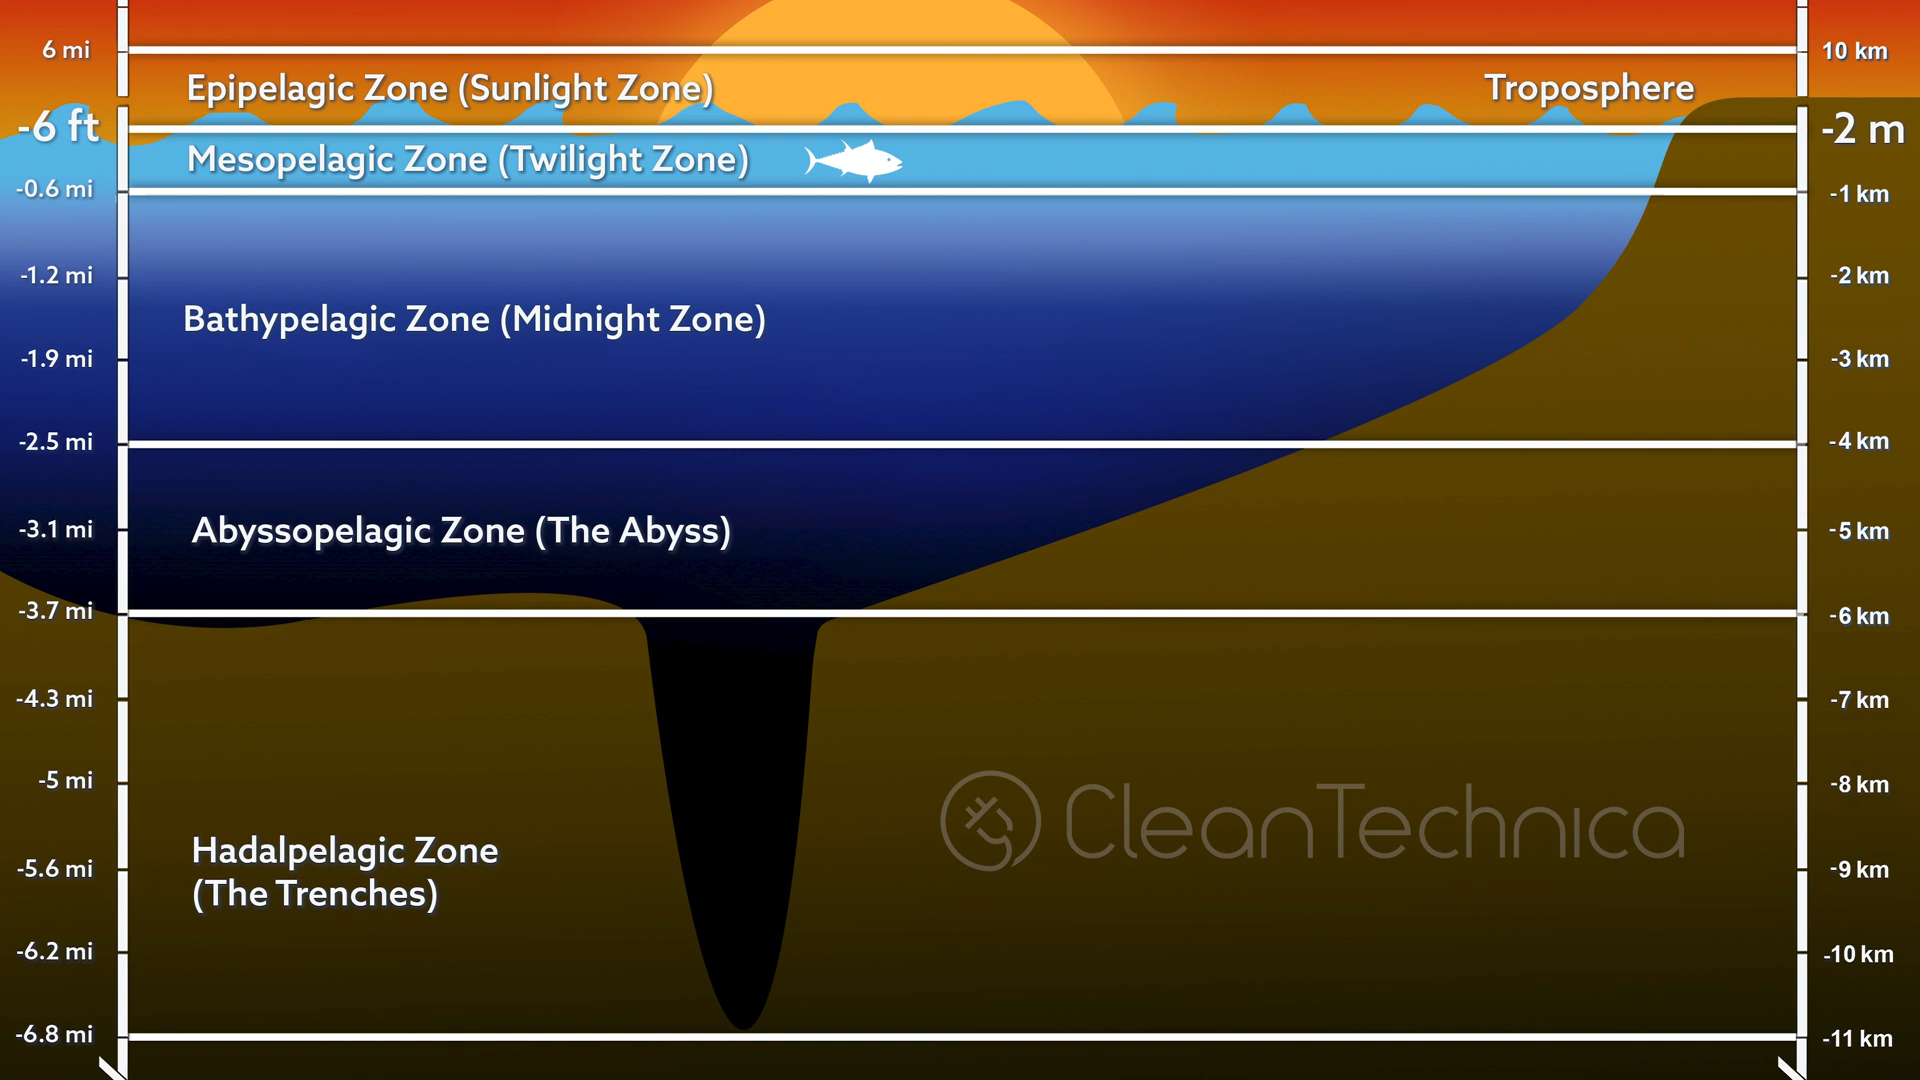 6 mi
10 km
Epipelagic Zone (Sunlight Zone)
Troposphere
-6 ft
-2 m
Mesopelagic Zone (Twilight Zone)
-0.6 mi
-1 km
-1.2 mi
-2 km
Bathypelagic Zone (Midnight Zone)
-1.9 mi
-3 km
-2.5 mi
-4 km
Abyssopelagic Zone (The Abyss)
-3.1 mi
-5 km
-3.7 mi
-6 km
-4.3 mi
-7 km
-5 mi
-8 km
CleanTechnica
Hadalpelagic Zone
(The Trenches)
-5.6 mi
-9 km
-6.2 mi
-10 km
-6.8 mi
-11 km